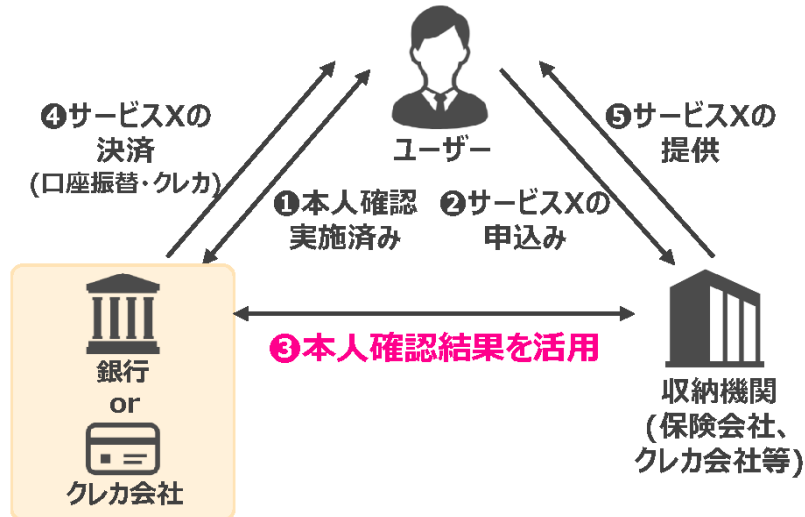 ユーザー
❹サービスXの
決済
(口座振替・クレカ)
❺サービスXの
提供
❶本人確認
実施済み
❷サービスXの
申込み
❸本人確認結果を活用
銀行
or
クレカ会社
収納機関
(保険会社、
クレカ会社等)